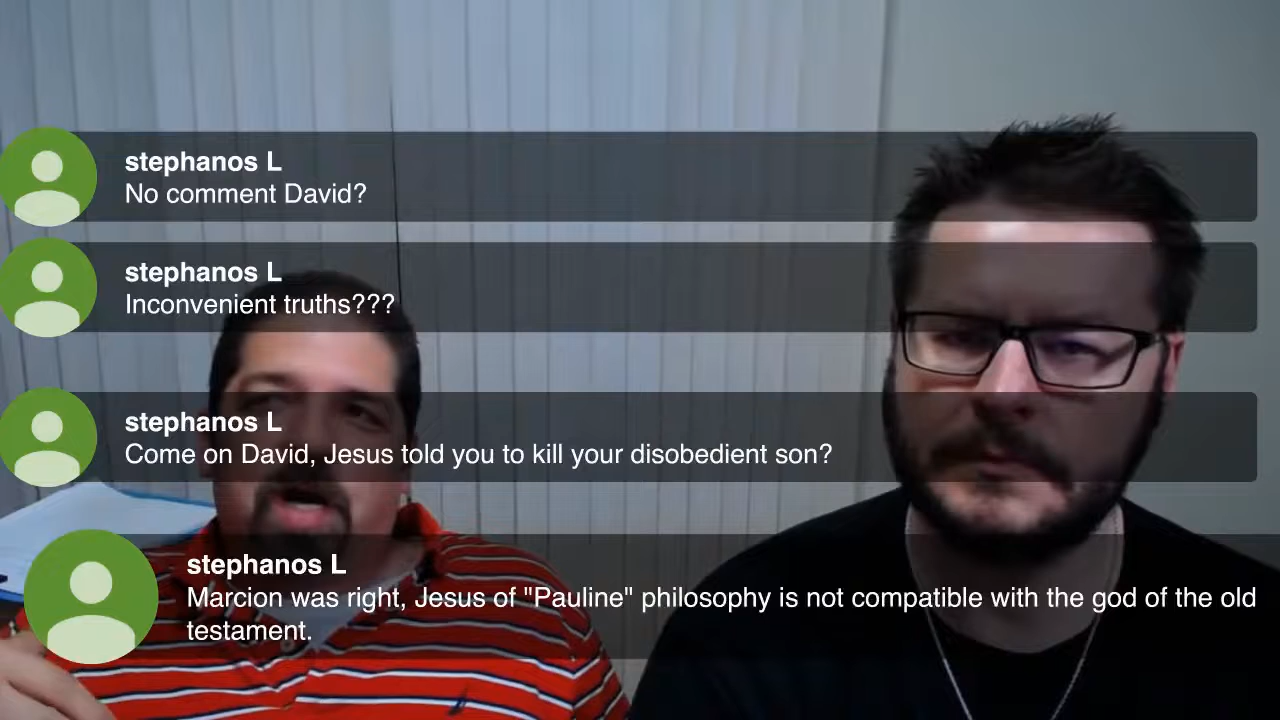 stephanos L
No comment David?
stephanos L
Inconvenient truths???
stephanos L
Come on David, Jesus told you to kill your disobedient son?
stephanos L
Marcion was right, Jesus of "Pauline" philosophy is not compatible with the god of the old
testament.